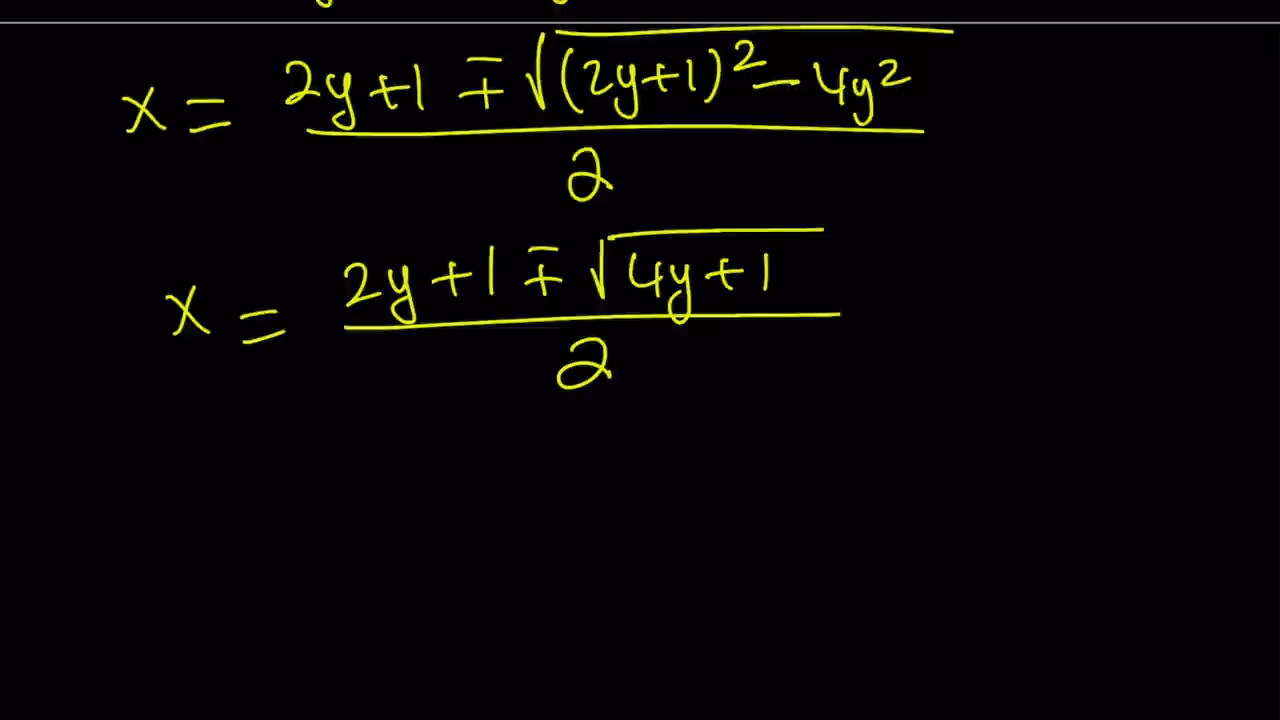 x = (2y+1 ∓ √((2y+1)² − 4y²)) / 2
x = (2y+1 ∓ √(4y+1)) / 2